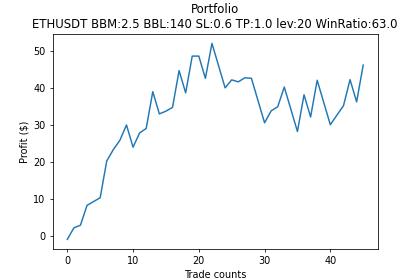 Portfolio
ETHUSDT BBM:2.5 BBL:140 SL:0.6 TP:1.0 lev:20 WinRatio:63.0
50
40
30
20
10
0
Profit ($)
0 10 20 30 40
Trade counts